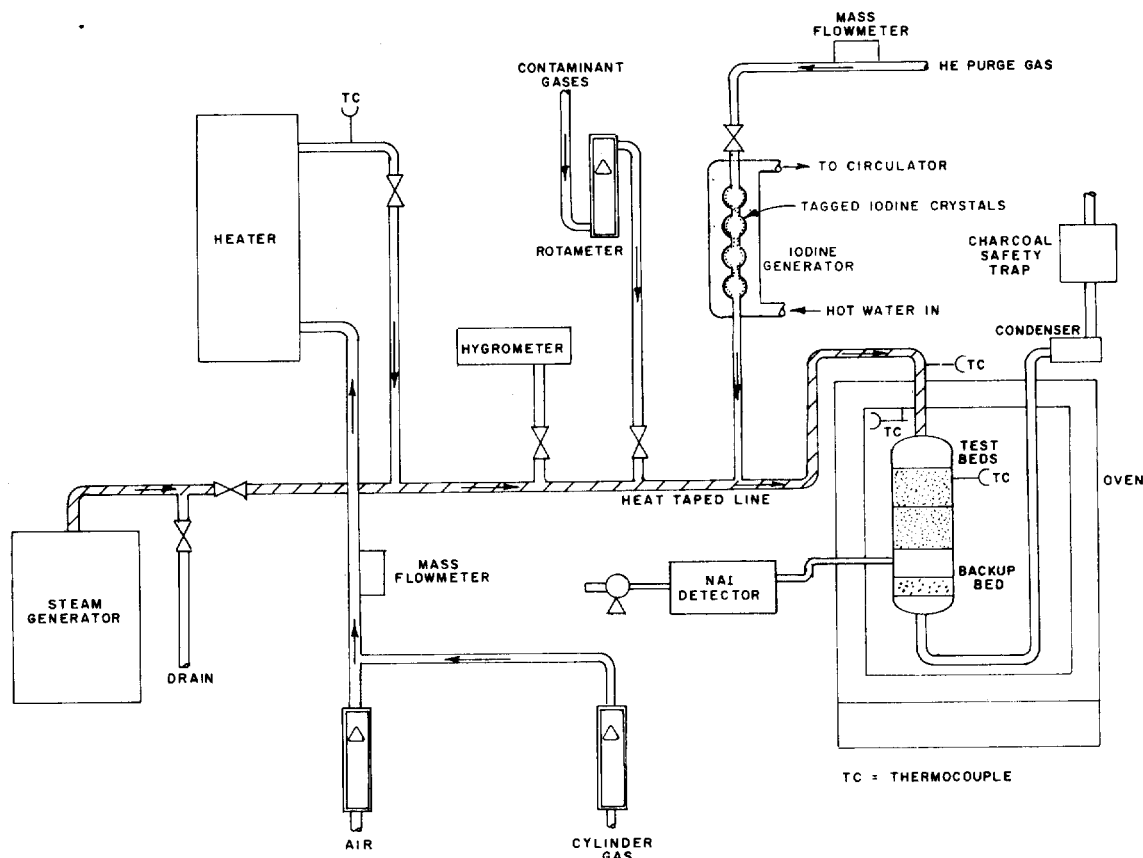 MASS
FLOWMETER
HE PURGE GAS
CONTAMINANT
GASES
TC
TO CIRCULATOR
TAGGED IODINE CRYSTALS
HEATER
ROTAMETER
IODINE
GENERATOR
CHARCOAL
SAFETY
TRAP
HOT WATER IN
CONDENSER
HYGROMETER
TC
TC
TEST
BEDS
TC
OVEN
HEAT TAPED LINE
MASS
FLOWMETER
NAI
DETECTOR
BACKUP
BED
STEAM
GENERATOR
DRAIN
TC = THERMOCOUPLE
AIR
CYLINDER
GAS